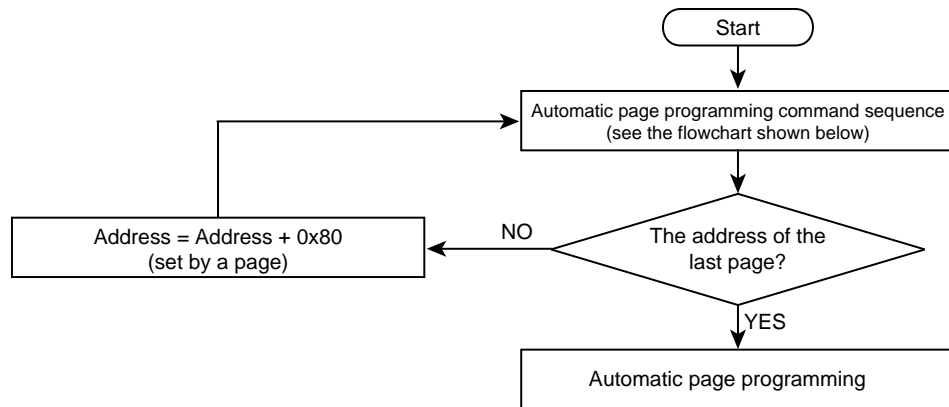 Start
Automatic page programming command sequence
(see the flowchart shown below)
The address of the
last page?
NO
Address = Address + 0x80
(set by a page)
YES
Automatic page programming